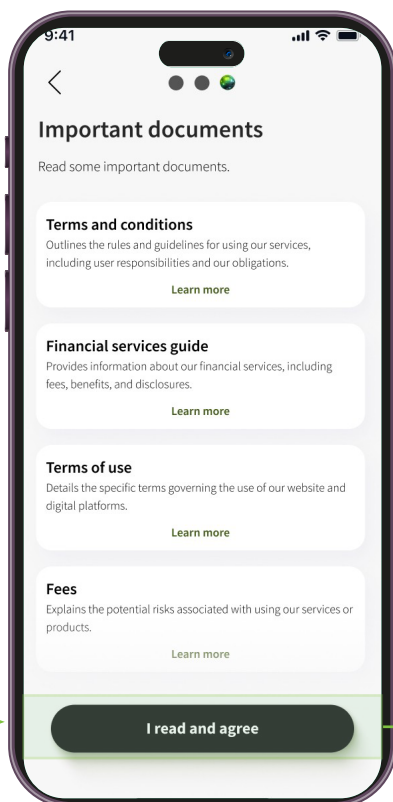 9:41
Important documents
Read some important documents.
Terms and conditions
Outlines the rules and guidelines for using our services,
including user responsibilities and our obligations.
Learn more
Financial services guide
Provides information about our financial services, including
fees, benefits, and disclosures.
Learn more
Terms of use
Details the specific terms governing the use of our website and
digital platforms.
Learn more
Fees
Explains the potential risks associated with using our services or
products.
Learn more
I read and agree